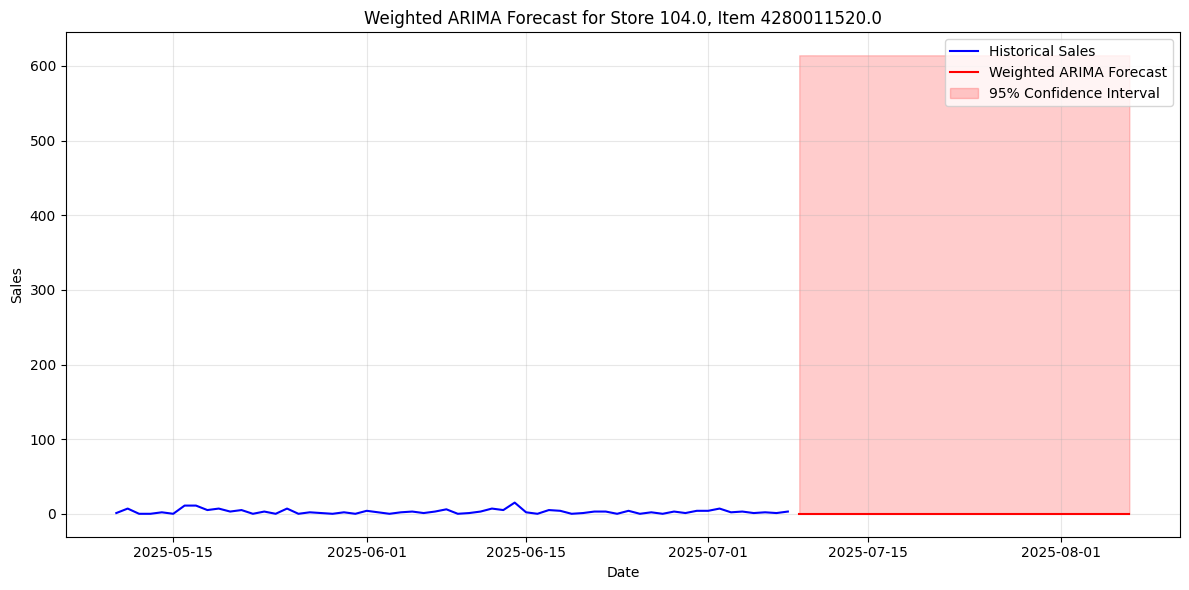 Weighted ARIMA Forecast for Store 104.0, Item 4280011520.0
Historical Sales
Weighted ARIMA Forecast
95% Confidence Interval
600
500
400
300
200
100
0
Sales
2025-05-15
2025-06-01
2025-06-15
2025-07-01
2025-07-15
2025-08-01
Date